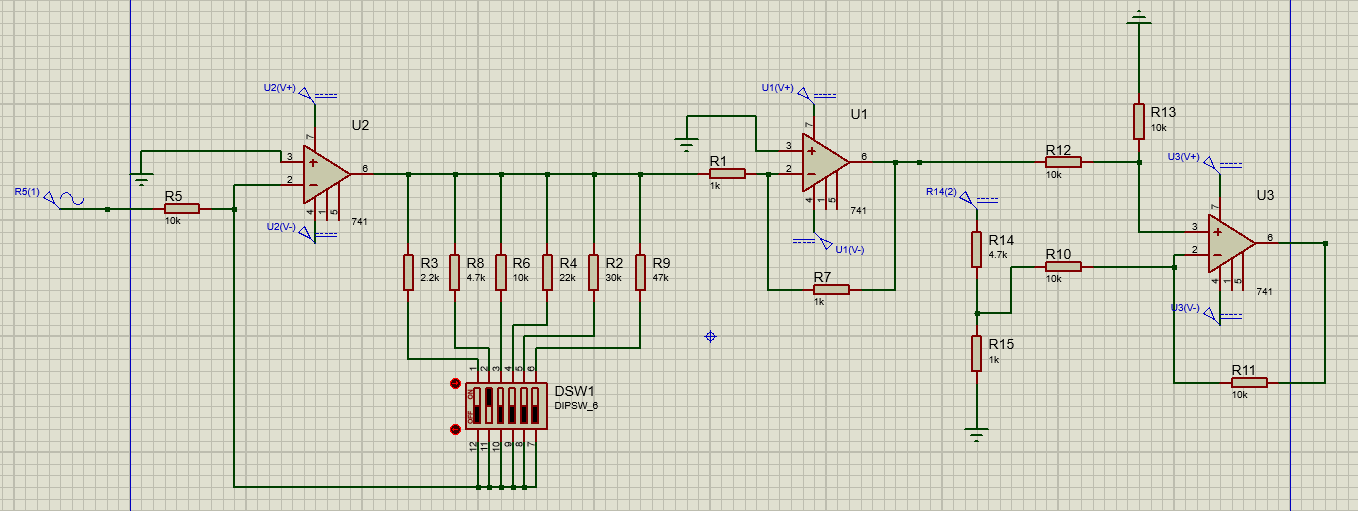 U2(V+)
U2
7
3
6
2
4
1
5
741
U2(V-)
R5(1)
R5
10k
R3
2.2k
R8
4.7k
R6
10k
R4
22k
R2
30k
R9
47k
1
2
3
4
5
6
ON
OFF
DSW1
DIPSW_6
12
11
10
9
8
7
U1(V+)
U1
7
3
6
2
4
1
5
741
U1(V-)
R1
1k
R7
1k
R12
10k
R13
10k
R14(2)
R14
4.7k
R10
10k
R15
1k
U3(V+)
U3
7
3
6
2
4
1
5
741
U3(V-)
R11
10k